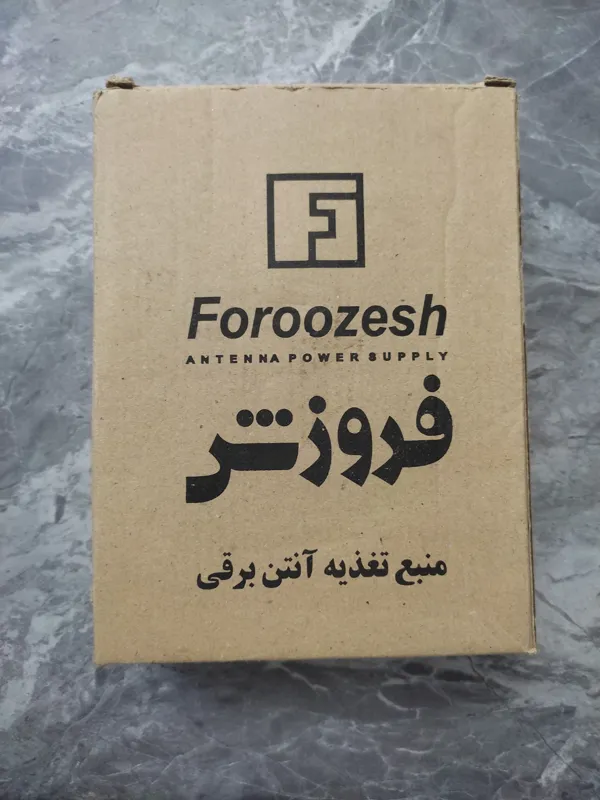 F
Foroozesh
ANTENNA POWER SUPPLY
فروزش
منبع تغذیه آنتن برقی